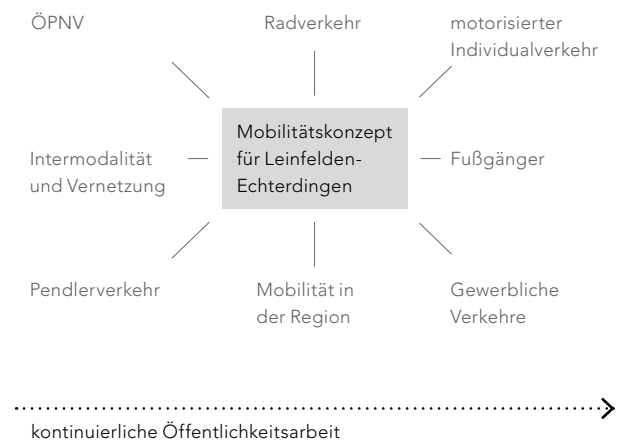 ÖPNV
Radverkehr
motorisierter
Individualverkehr
Mobilitätskonzept
für Leinfelden-
Echterdingen
Intermodalität
und Vernetzung
Fußgänger
Pendlerverkehr
Mobilität in
der Region
Gewerbliche
Verkehre
kontinuierliche Öffentlichkeitsarbeit